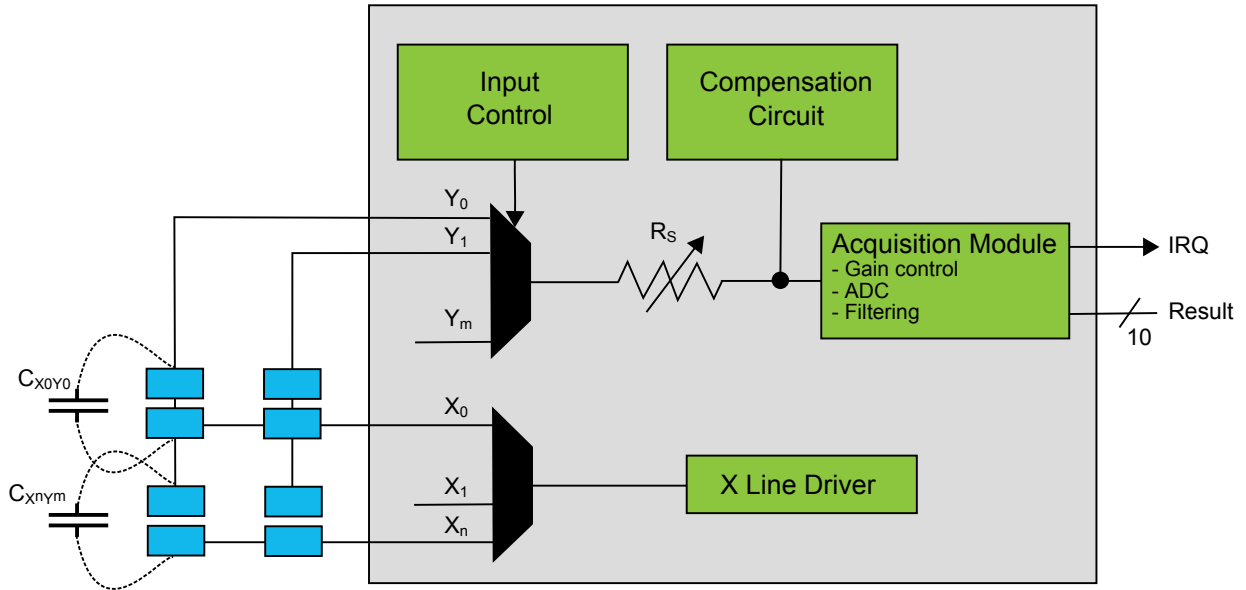 Input
Control
Compensation
Circuit
Y0
Y1
Ym
RS
Acquisition Module
- Gain control
- ADC
- Filtering
IRQ
Result
10
CX0Y0
CXnYm
X0
X1
Xn
X Line Driver